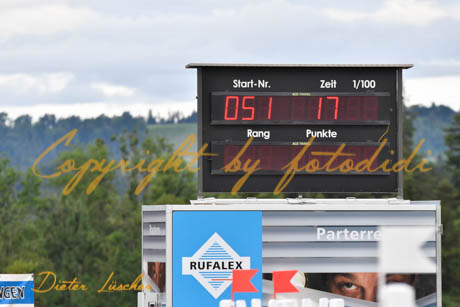 Start-Nr. Zeit 1/100
051 17
Rang Punkte
Copyright by fotodidi
Parterre
RUFALEX
Dieter Lüscher